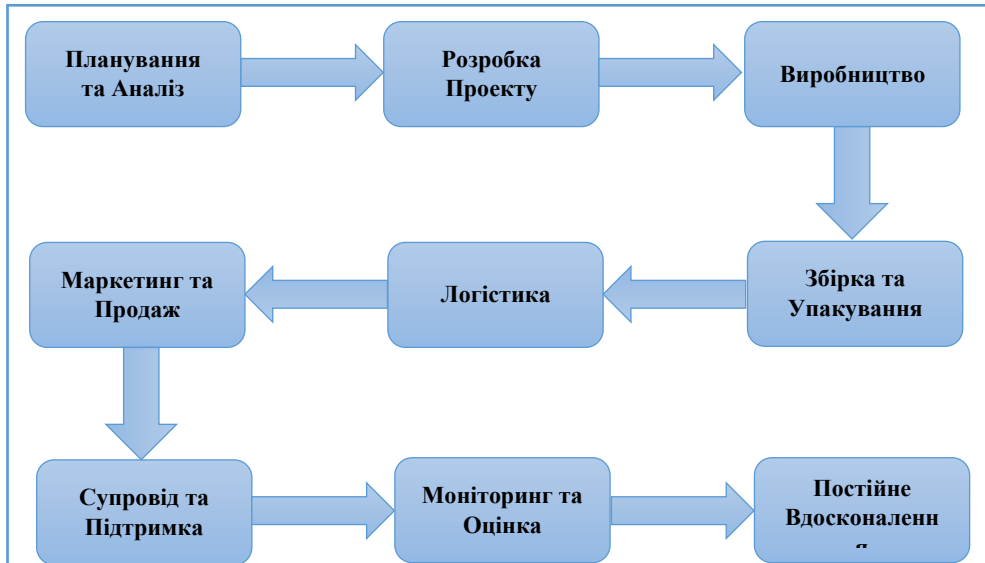 Планування
та Аналіз
Розробка
Проекту
Виробництво
Збірка та
Упакування
Логістика
Маркетинг та
Продаж
Супровід та
Підтримка
Моніторинг та
Оцінка
Постійне
Вдосконаленн
я